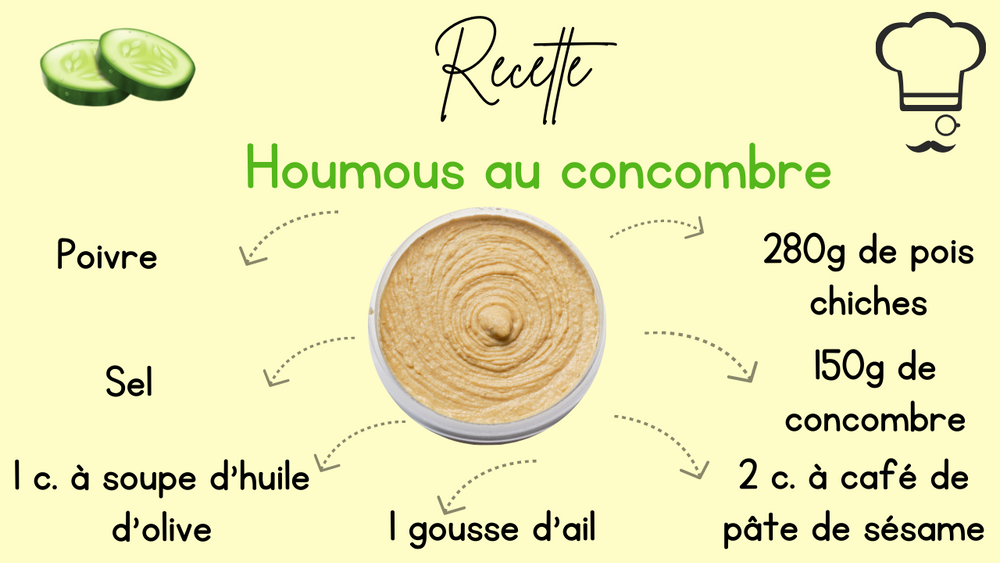 Recette
Houmous au concombre
Poivre
280g de pois
chiches
Sel
150g de
concombre
1 c. à soupe d'huile
d'olive
1 gousse d'ail
2 c. à café de
pâte de sésame